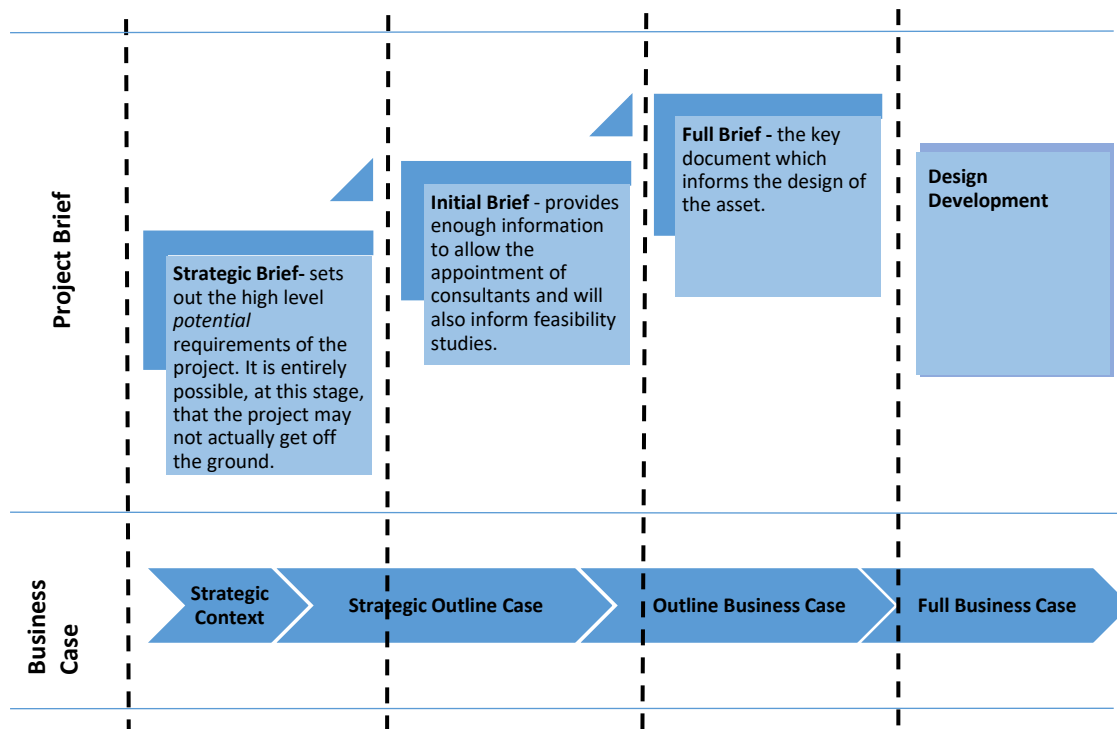 Project Brief
Strategic Brief- sets
out the high level
potential
requirements of the
project. It is entirely
possible, at this stage,
that the project may
not actually get off
the ground.
Initial Brief - provides
enough information
to allow the
appointment of
consultants and will
also inform feasibility
studies.
Full Brief - the key
document which
informs the design of
the asset.
Design
Development
Business
Case
Strategic
Context
Strategic Outline Case
Outline Business Case
Full Business Case